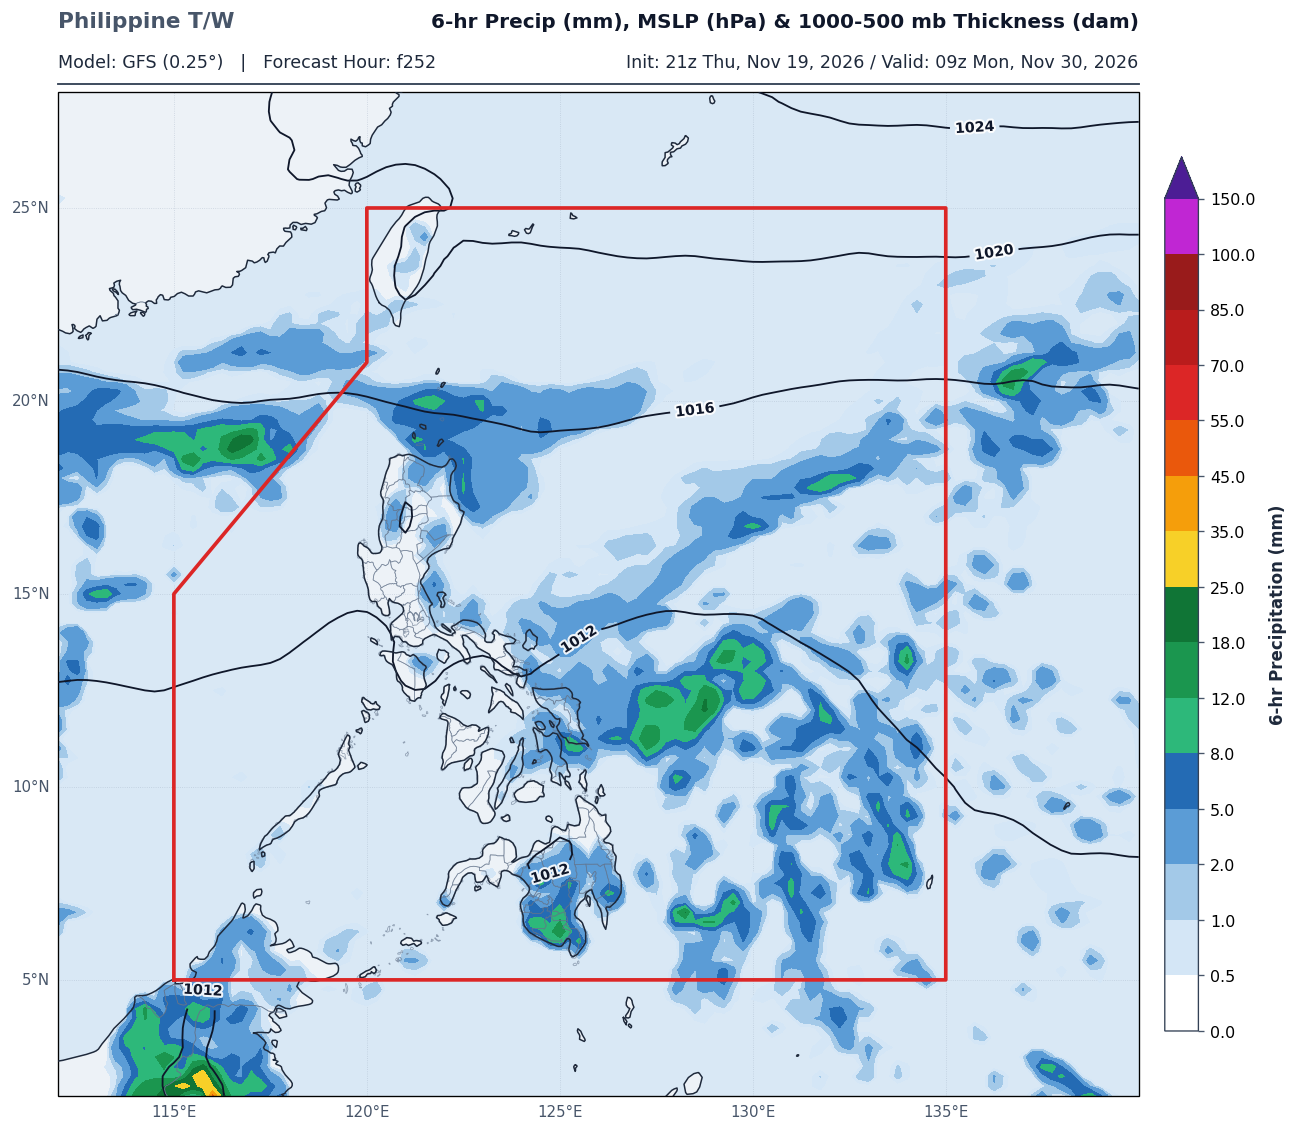 Philippine T/W
6-hr Precip (mm), MSLP (hPa) & 1000-500 mb Thickness (dam)
Model: GFS (0.25°) | Forecast Hour: f252
Init: 21z Thu, Nov 19, 2026 / Valid: 09z Mon, Nov 30, 2026
1024
1020
1016
1012
1012
1012
25°N
20°N
15°N
10°N
5°N
115°E
120°E
125°E
130°E
135°E
150.0
100.0
85.0
70.0
55.0
45.0
35.0
25.0
18.0
12.0
8.0
5.0
2.0
1.0
0.5
0.0
6-hr Precipitation (mm)